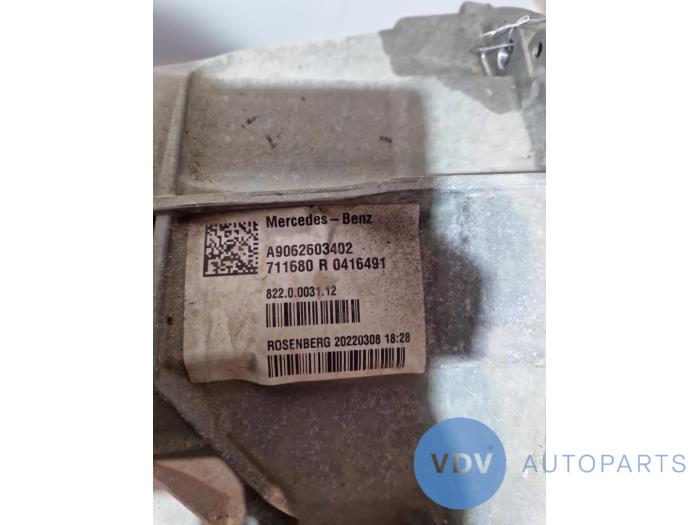 Mercedes-Benz
A9062603402
711680 R 0416491
822.0.0031.12
ROSENBERG 20220308 18:28
VDV AUTOPARTS